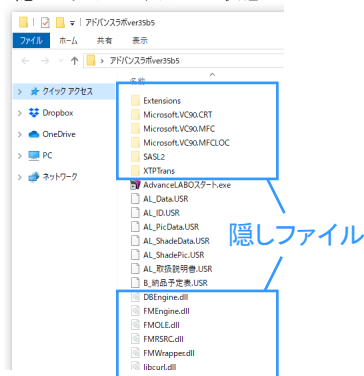 アドバンスラボver35b5
ファイル ホーム 共有 表示
アドバンスラボver35b5
名前
クイック アクセス
Dropbox
OneDrive
PC
ネットワーク
Extensions
Microsoft.VC90.CRT
Microsoft.VC90.MFC
Microsoft.VC90.MFCLOC
SASL2
XTPTrans
AdvanceLABOスタート.exe
AL_Data.USR
AL_ID.USR
AL_PicData.USR
AL_ShadeData.USR
AL_ShadePic.USR
AL_取扱説明書.USR
B_納品予定表.USR
DBEngine.dll
FMEngine.dll
FMOLE.dll
FMRSRC.dll
FMWrapper.dll
libcurl.dll
隠しファイル